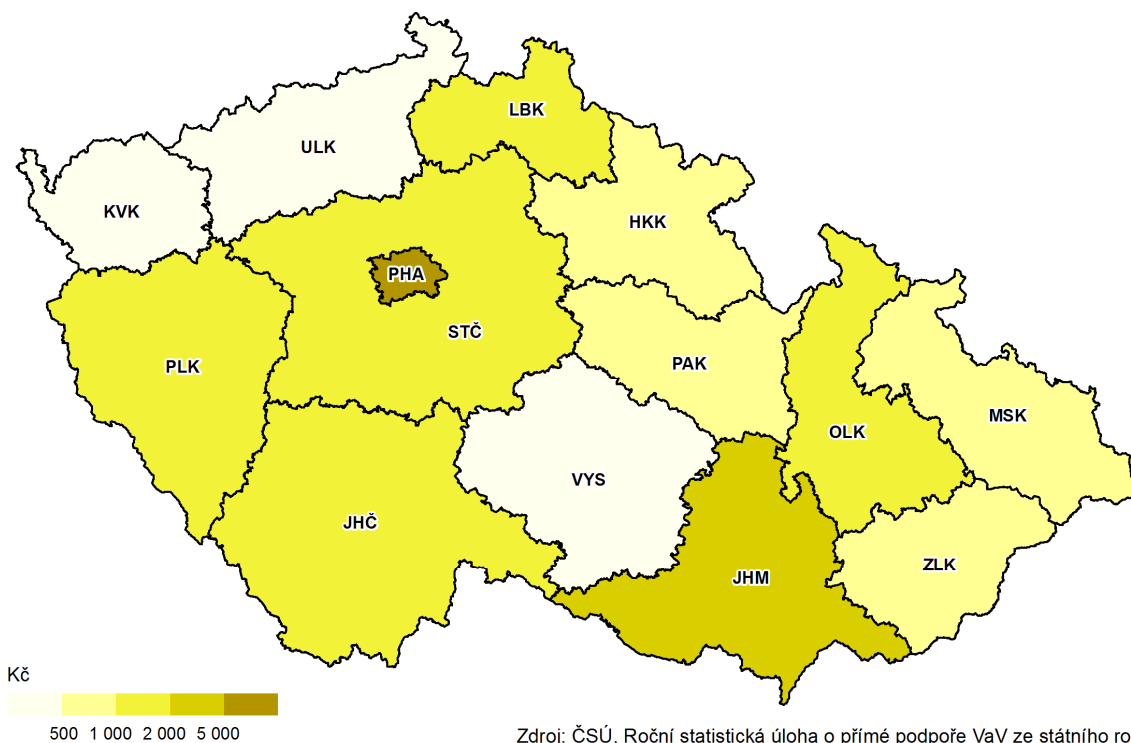 LBK
ULK
KVK
HKK
PHA
STČ
PLK
PAK
MSK
OLK
VYS
JHČ
ZLK
JHM
Kč
500 1 000 2 000 5 000
Zdroj: ČSÚ. Roční statistická úloha o přímé podpoře VaV ze státního ro